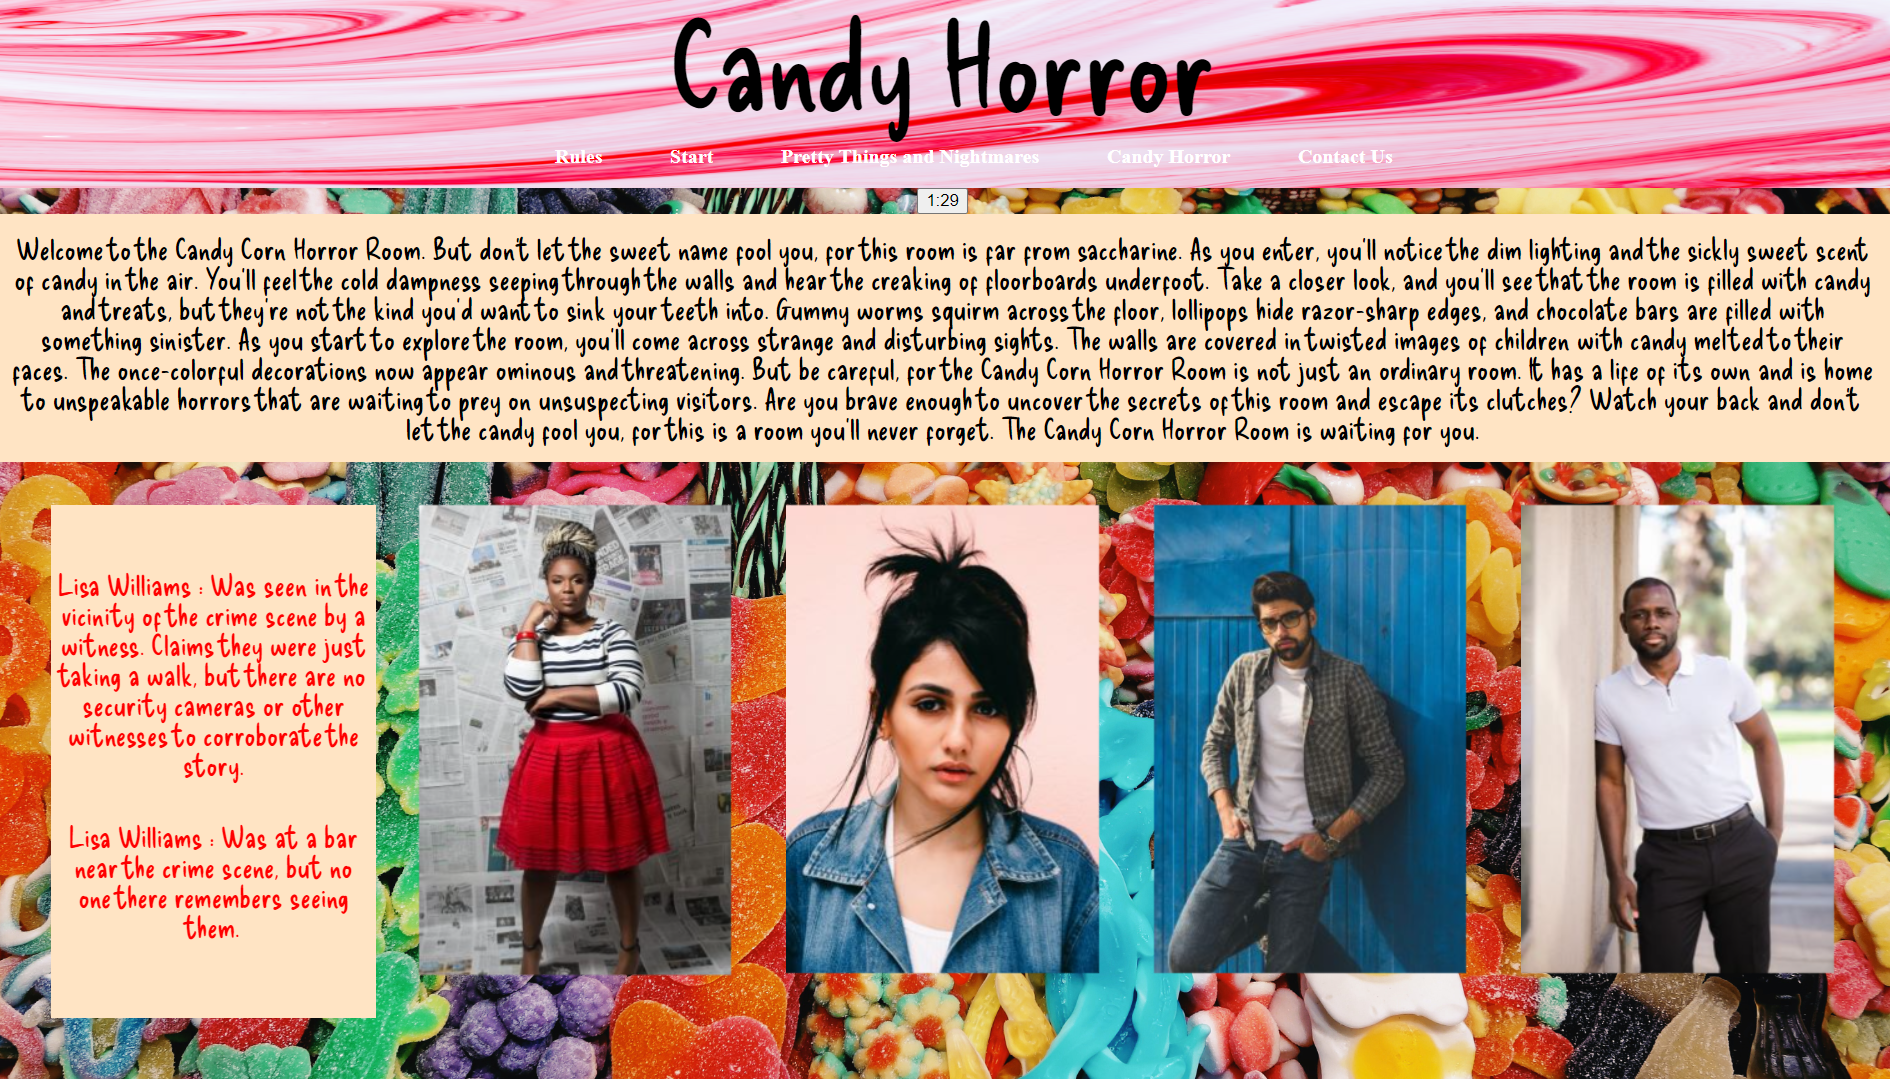 Candy Horror
Rules Start Pretty Things and Nightmares Candy Horror Contact Us
1:29
Welcome to the Candy Corn Horror Room. But don't let the sweet name fool you, for this room is far from saccharine. As you enter, you'll notice the dim lighting and the sickly sweet scent
of candy in the air. You'll feel the cold dampness seeping through the walls and hear the creaking of floorboards underfoot. Take a closer look, and you'll see that the room is filled with candy
and treats, but they're not the kind you'd want to sink your teeth into. Gummy worms squirm across the floor, lollipops hide razor-sharp edges, and chocolate bars are filled with
something sinister. As you start to explore the room, you'll come across strange and disturbing sights. The walls are covered in twisted images of children with candy melted to their
faces. The once-colorful decorations now appear ominous and threatening. But be careful, for the Candy Corn Horror Room is not just an ordinary room. It has a life of its own and is home
to unspeakable horrors that are waiting to prey on unsuspecting visitors. Are you brave enough to uncover the secrets of this room and escape its clutches? Watch your back and don't
let the candy fool you, for this is a room you'll never forget. The Candy Corn Horror Room is waiting for you.
Lisa Williams : Was seen in the
vicinity of the crime scene by a
witness. Claims they were just
taking a walk, but there are no
security cameras or other
witnesses to corroborate the
story.
Lisa Williams : Was at a bar
near the crime scene, but no
one there remembers seeing
them.